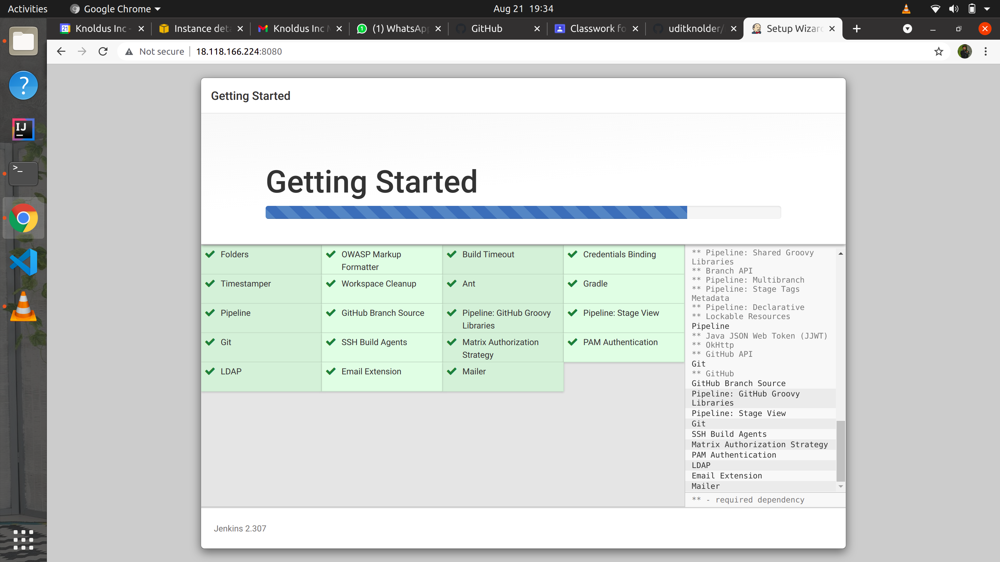 Activities
Google Chrome
Aug 21 19:34
21
Knoldus Inc -
Instance deta
Knoldus Inc M
1
(1) WhatsApp
GitHub
Classwork fo
uditknolder/
Setup Wizard
Not secure
18.118.166.224:8080
?
IJ
>_
Getting Started
Getting Started
Folders
OWASP Markup
Formatter
Build Timeout
Credentials Binding
Timestamper
Workspace Cleanup
Ant
Gradle
Pipeline
GitHub Branch Source
Pipeline: GitHub Groovy
Libraries
Pipeline: Stage View
Git
SSH Build Agents
Matrix Authorization
Strategy
PAM Authentication
LDAP
Email Extension
Mailer
** Pipeline: Shared Groovy
Libraries
** Branch API
** Pipeline: Multibranch
** Pipeline: Stage Tags
Metadata
** Pipeline: Declarative
** Lockable Resources
Pipeline
** Java JSON Web Token (JJWT)
** OkHttp
** GitHub API
Git
** GitHub
GitHub Branch Source
Pipeline: GitHub Groovy
Libraries
Pipeline: Stage View
Git
SSH Build Agents
Matrix Authorization Strategy
PAM Authentication
LDAP
Email Extension
Mailer
** - required dependency
Jenkins 2.307